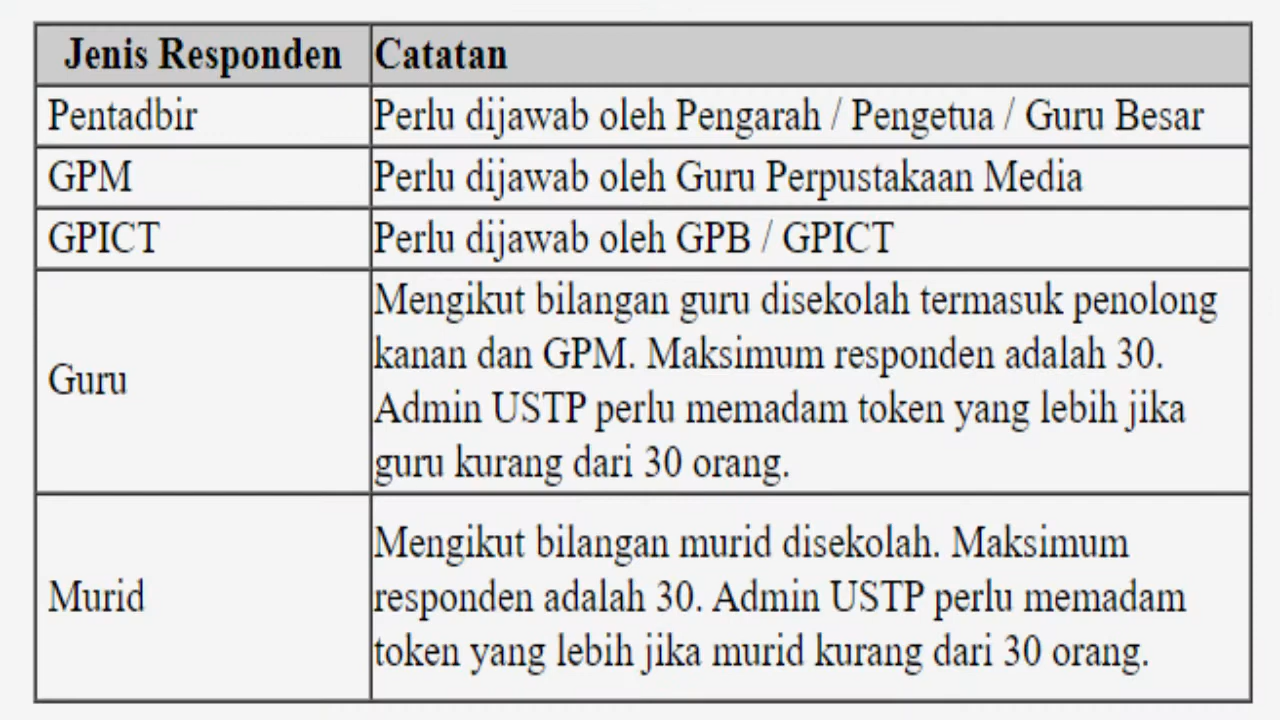 Jenis Responden
Catatan
Pentadbir
Perlu dijawab oleh Pengarah / Pengetua / Guru Besar
GPM
Perlu dijawab oleh Guru Perpustakaan Media
GPICT
Perlu dijawab oleh GPB / GPICT
Guru
Mengikut bilangan guru disekolah termasuk penolong
kanan dan GPM. Maksimum responden adalah 30.
Admin USTP perlu memadam token yang lebih jika
guru kurang dari 30 orang.
Murid
Mengikut bilangan murid disekolah. Maksimum
responden adalah 30. Admin USTP perlu memadam
token yang lebih jika murid kurang dari 30 orang.